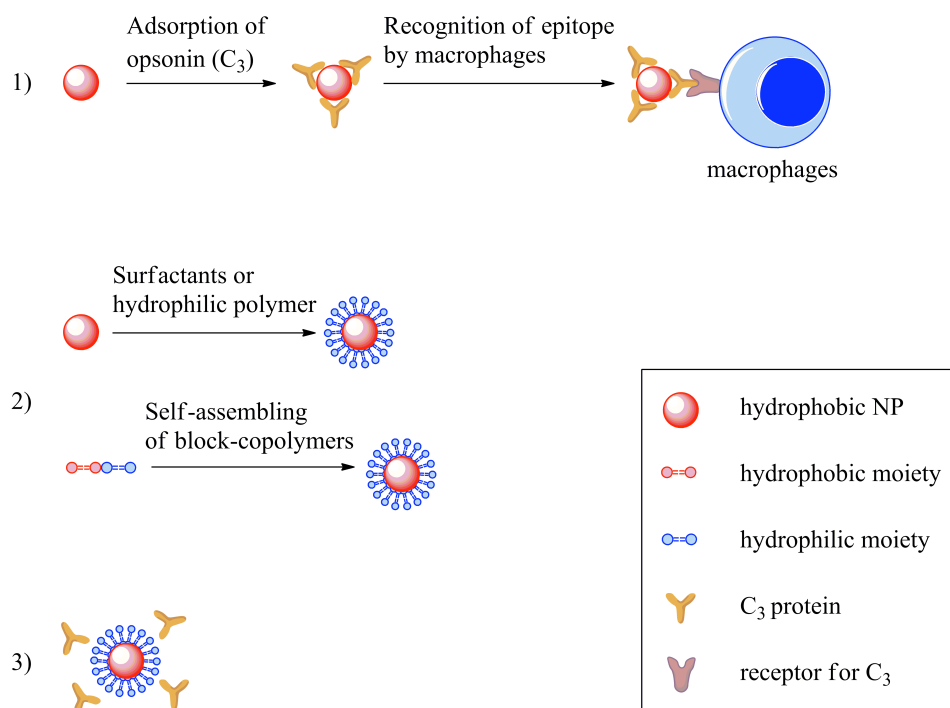 1)
Adsorption of
opsonin (C3)
Recognition of epitope
by macrophages
macrophages
2)
Surfactants or
hydrophilic polymer
Self-assembling
of block-copolymers
3)
hydrophobic NP
hydrophobic moiety
hydrophilic moiety
C3 protein
receptor for C3